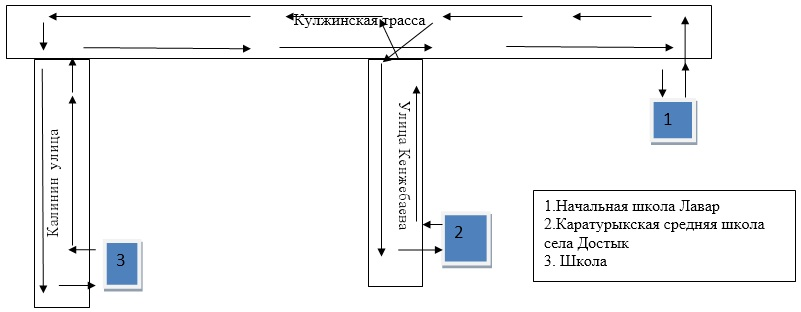 Кулжинская трасса
Калинин улица
Улица Кенжебаева
1
2
3
1.Начальная школа Лавар
2.Каратурыкская средняя школа
села Достык
3. Школа